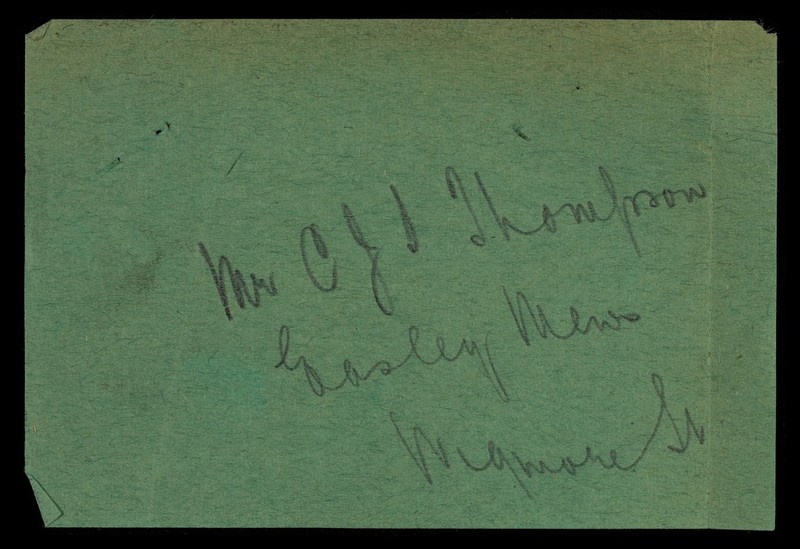 Mr C J S Thompson
Easley Mews
Wigmore St